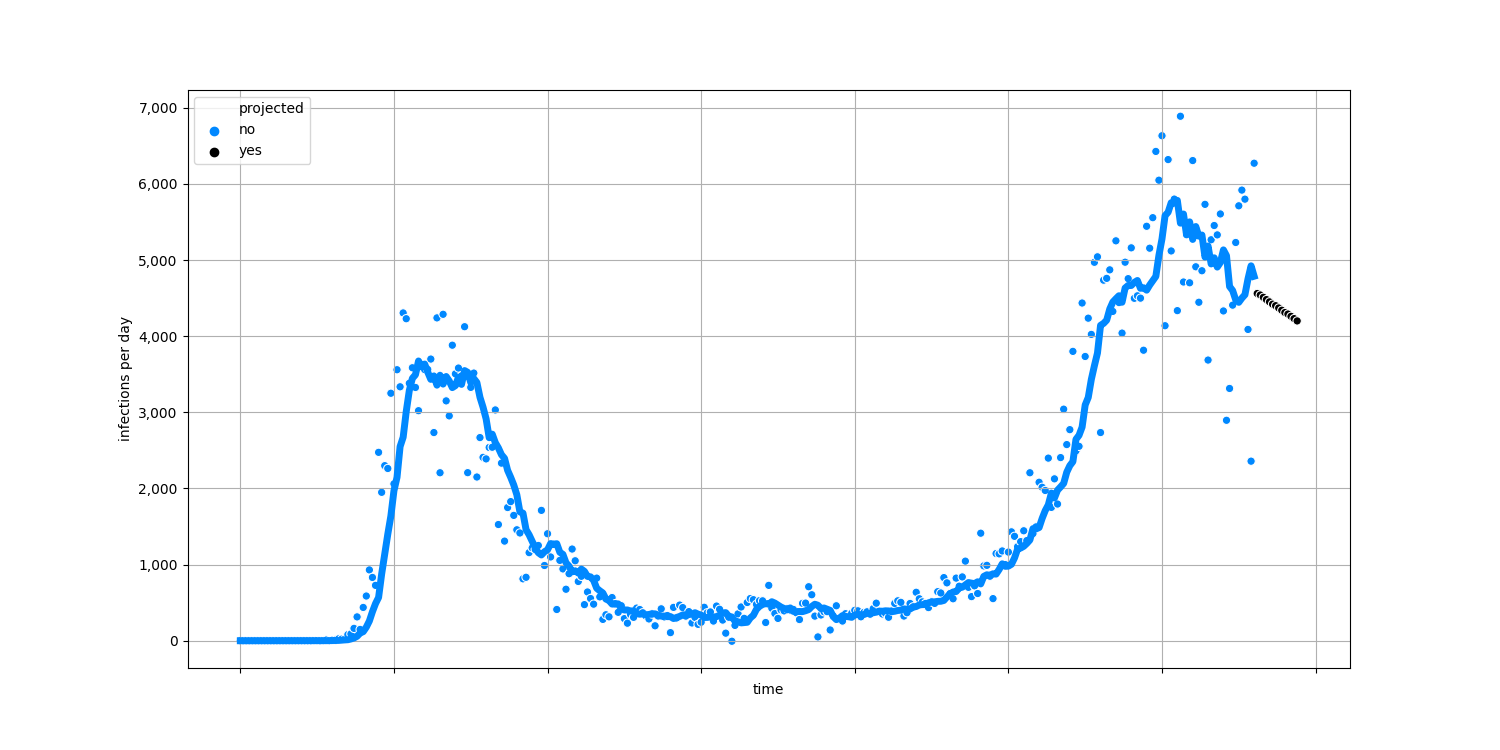 projected
no
yes
7,000
6,000
5,000
4,000
3,000
2,000
1,000
0
infections per day
time